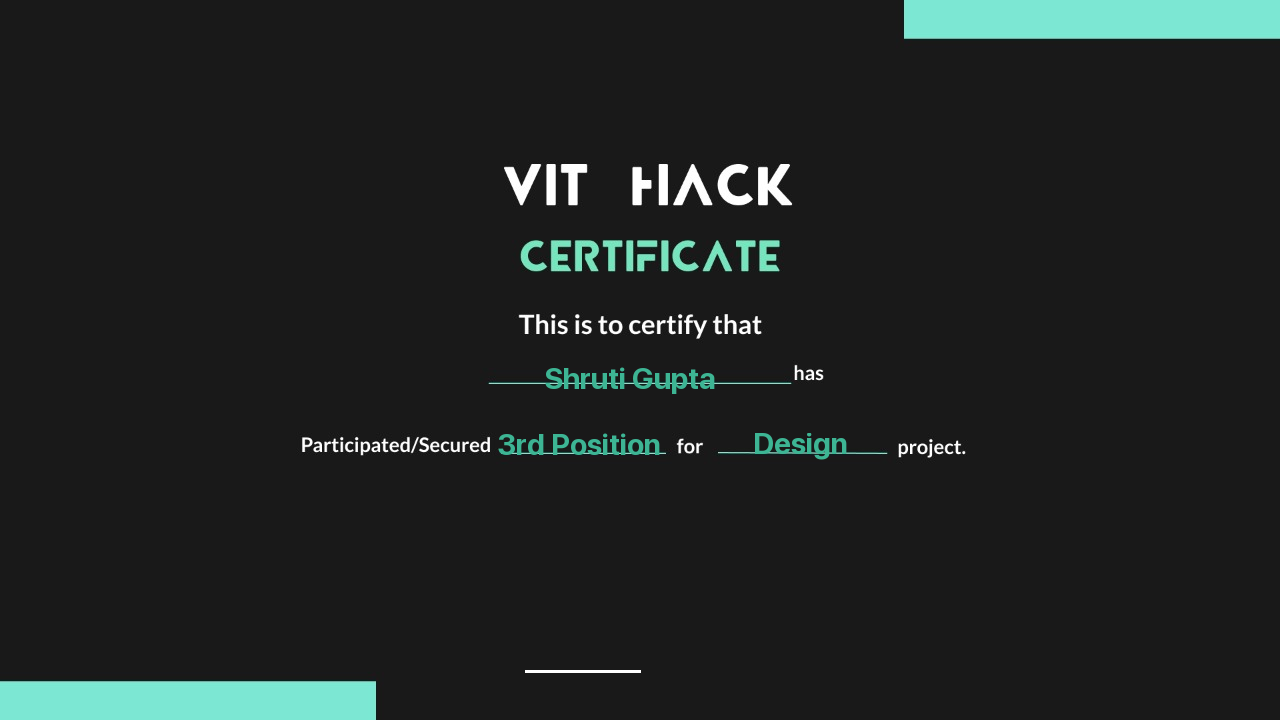 VIT HACK
CERTIFICATE
This is to certify that
Shruti Gupta has
Participated/Secured 3rd Position for Design project.